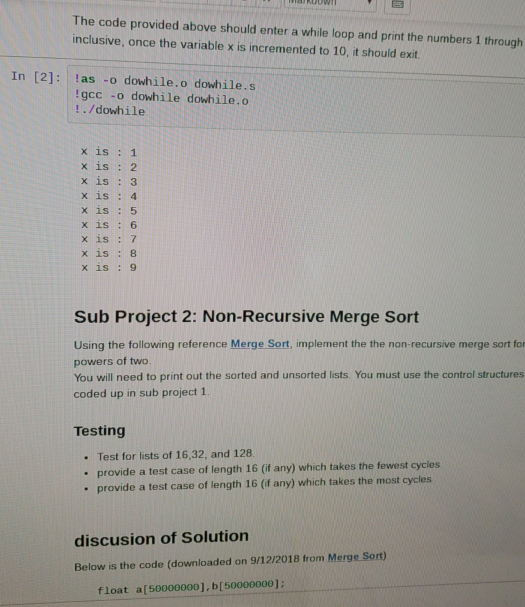 Markdown
The code provided above should enter a while loop and print the numbers 1 through
inclusive, once the variable x is incremented to 10, it should exit.
In [2]: !as -o dowhile.o dowhile.s
!gcc -o dowhile dowhile.o
!./dowhile
x is : 1
x is : 2
x is : 3
x is : 4
x is : 5
x is : 6
x is : 7
x is : 8
x is : 9
Sub Project 2: Non-Recursive Merge Sort
Using the following reference Merge Sort, implement the the non-recursive merge sort for
powers of two.
You will need to print out the sorted and unsorted lists. You must use the control structures
coded up in sub project 1.
Testing
• Test for lists of 16,32, and 128.
• provide a test case of length 16 (if any) which takes the fewest cycles
• provide a test case of length 16 (if any) which takes the most cycles
discusion of Solution
Below is the code (downloaded on 9/12/2018 from Merge Sort)
float a[50000000],b[50000000];